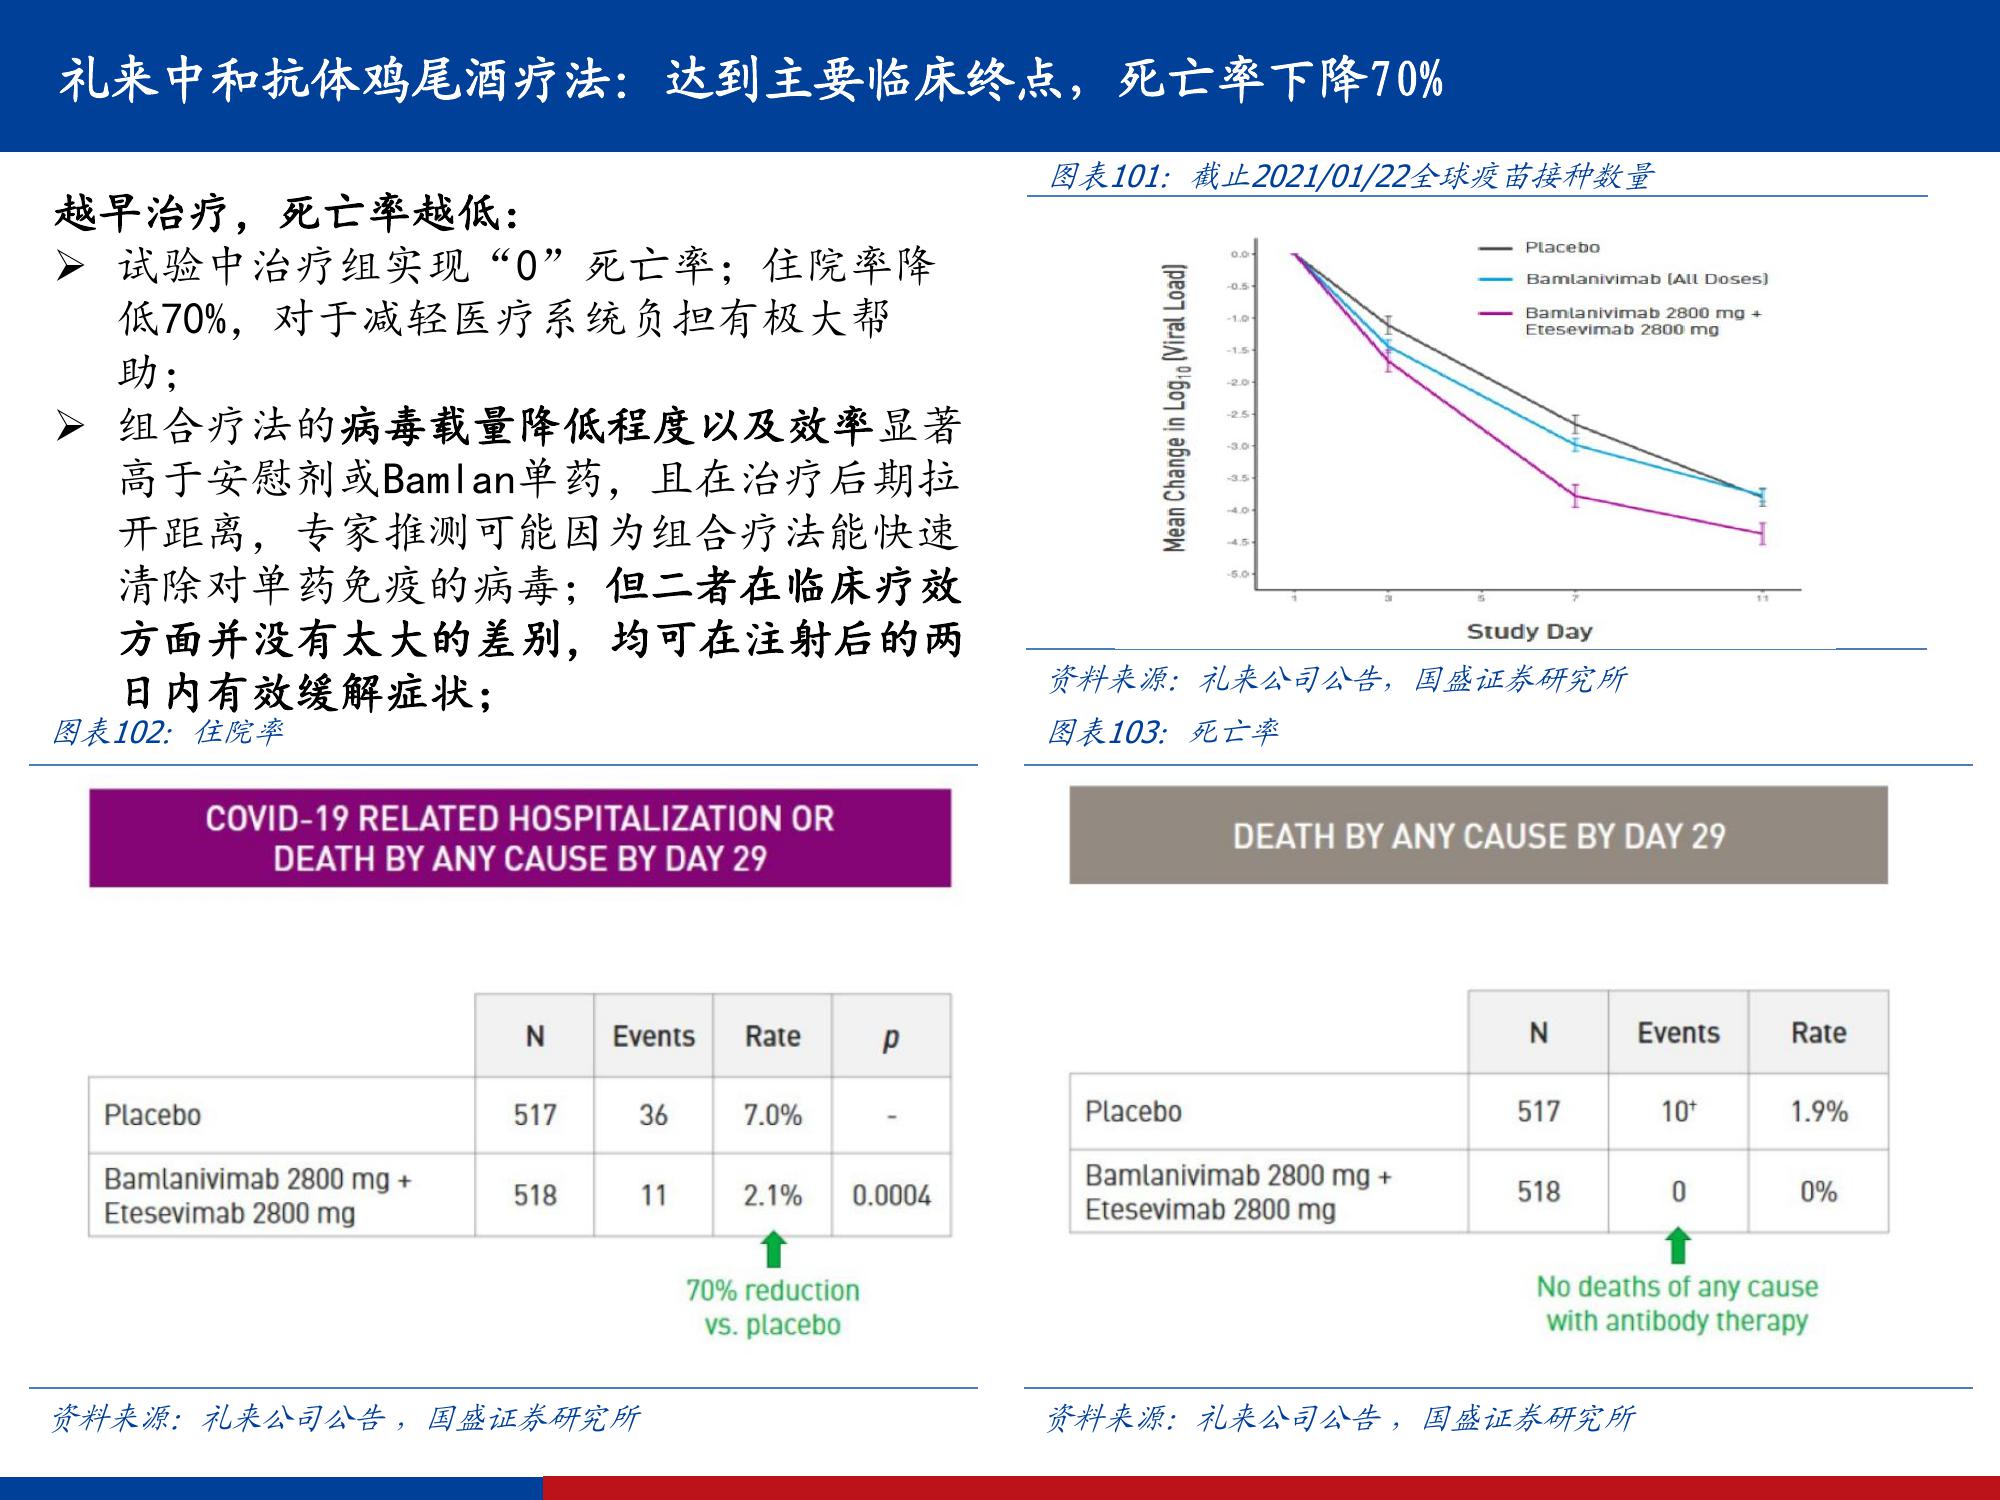 礼来中和抗体鸡尾酒疗法：达到主要临床终点，死亡率下降70%
越早治疗，死亡率越低：
➢ 试验中治疗组实现“0”死亡率；住院率降
低70%，对于减轻医疗系统负担有极大帮
助；
➢ 组合疗法的病毒载量降低程度以及效率显著
高于安慰剂或Bamlan单药，且在治疗后期拉
开距离，专家推测可能因为组合疗法能快速
清除对单药免疫的病毒；但二者在临床疗效
方面并没有太大的差别，均可在注射后的两
日内有效缓解症状；
图表101：截止2021/01/22全球疫苗接种数量
Mean Change in Log10 (Viral Load)
0.0
-0.5
-1.0
-1.5
-2.0
-2.5
-3.0
-3.5
-4.0
-4.5
-5.0
Placebo
Bamlanivimab (All Doses)
Bamlanivimab 2800 mg +
Etesevimab 2800 mg
1 3 5 7 11
Study Day
资料来源：礼来公司公告，国盛证券研究所
图表102：住院率
COVID-19 RELATED HOSPITALIZATION OR
DEATH BY ANY CAUSE BY DAY 29
N Events Rate p
Placebo 517 36 7.0% -
Bamlanivimab 2800 mg +
Etesevimab 2800 mg 518 11 2.1% 0.0004
70% reduction
vs. placebo
资料来源：礼来公司公告，国盛证券研究所
图表103：死亡率
DEATH BY ANY CAUSE BY DAY 29
N Events Rate
Placebo 517 10⁺ 1.9%
Bamlanivimab 2800 mg +
Etesevimab 2800 mg 518 0 0%
No deaths of any cause
with antibody therapy
资料来源：礼来公司公告，国盛证券研究所